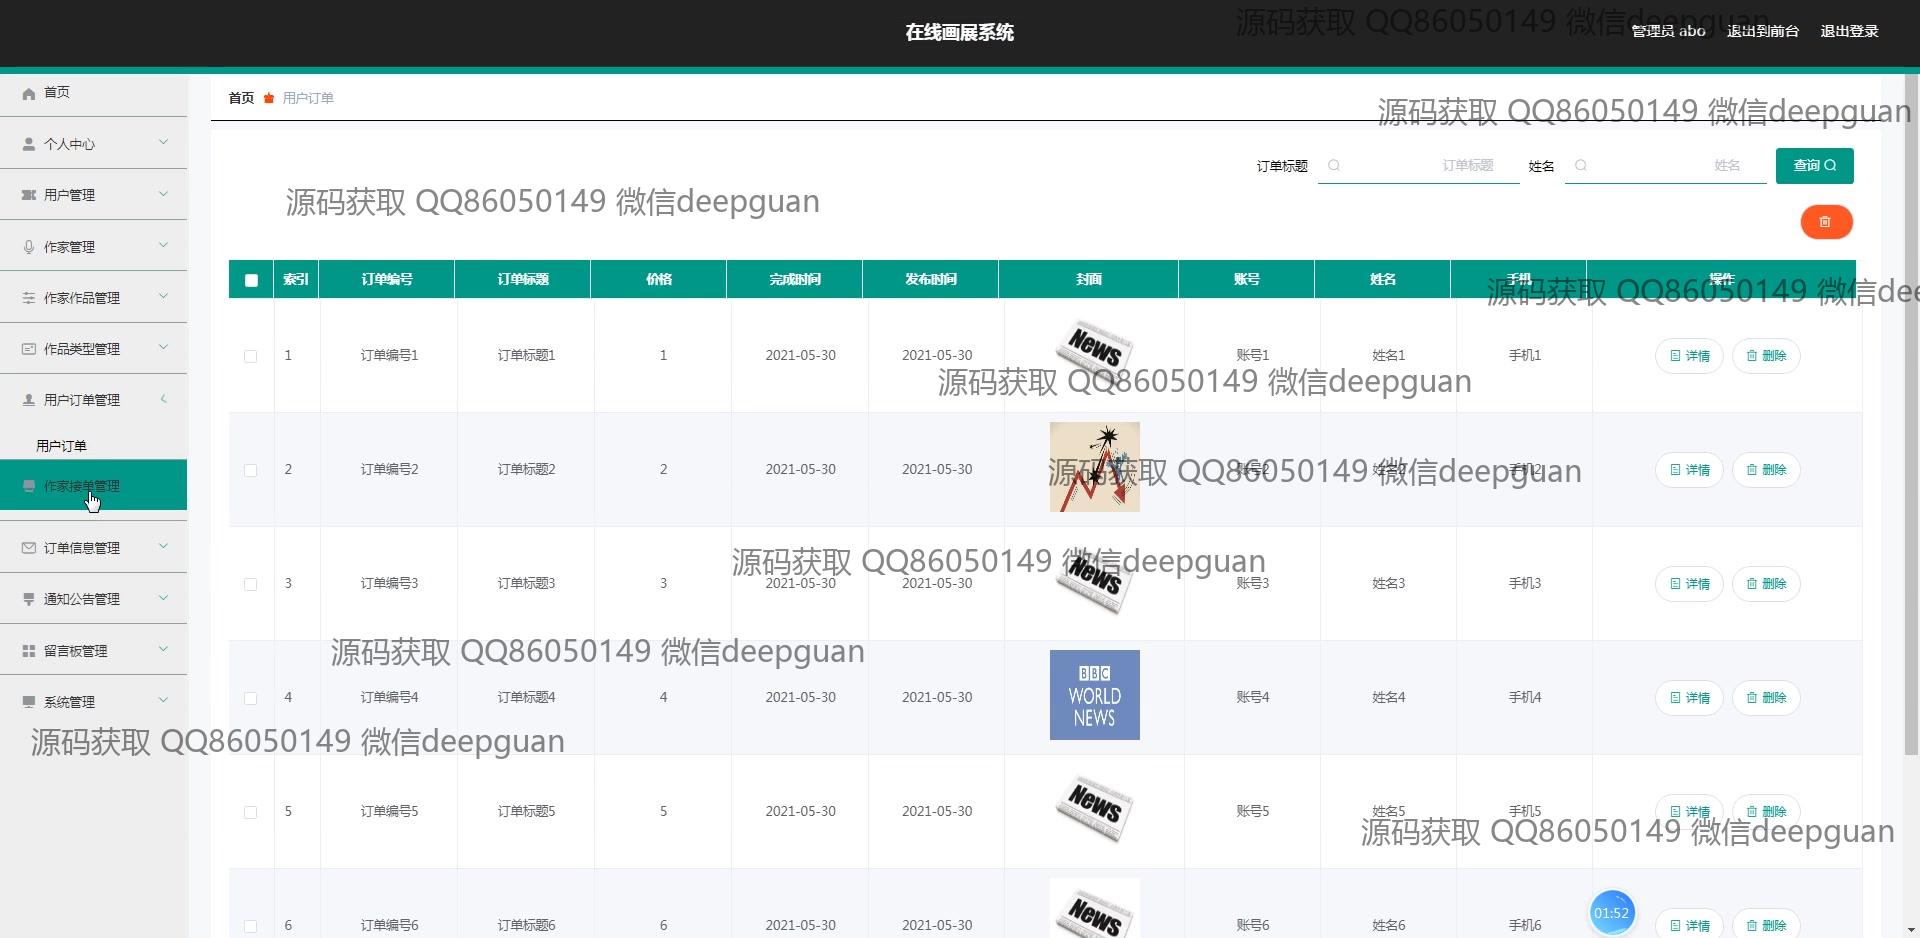 在线画展系统
管理员 abo 退出到前台 退出登录
源码获取 QQ86050149 微信deepguan
首页
个人中心
用户管理
作家管理
作家作品管理
作品类型管理
用户订单管理
用户订单
作家接单管理
订单信息管理
通知公告管理
留言板管理
系统管理
首页 用户订单
源码获取 QQ86050149 微信deepguan
订单标题 订单标题 姓名 姓名 查询
源码获取 QQ86050149 微信deepguan
索引 订单编号 订单标题 价格 完成时间 发布时间 封面 账号 姓名 手机 操作
源码获取 QQ86050149 微信dee
1 订单编号1 订单标题1 1 2021-05-30 2021-05-30 News 账号1 姓名1 手机1 详情 删除
源码获取 QQ86050149 微信deepguan
2 订单编号2 订单标题2 2 2021-05-30 2021-05-30 账号2 姓名2 手机2 详情 删除
源码获取 QQ86050149 微信deepguan
3 订单编号3 订单标题3 3 2021-05-30 2021-05-30 News 账号3 姓名3 手机3 详情 删除
源码获取 QQ86050149 微信deepguan
源码获取 QQ86050149 微信deepguan
4 订单编号4 订单标题4 4 2021-05-30 2021-05-30 BBC WORLD NEWS 账号4 姓名4 手机4 详情 删除
源码获取 QQ86050149 微信deepguan
5 订单编号5 订单标题5 5 2021-05-30 2021-05-30 News 账号5 姓名5 手机5 详情 删除
源码获取 QQ86050149 微信deepguan
6 订单编号6 订单标题6 6 2021-05-30 2021-05-30 News 账号6 姓名6 手机6 详情 删除
01:52